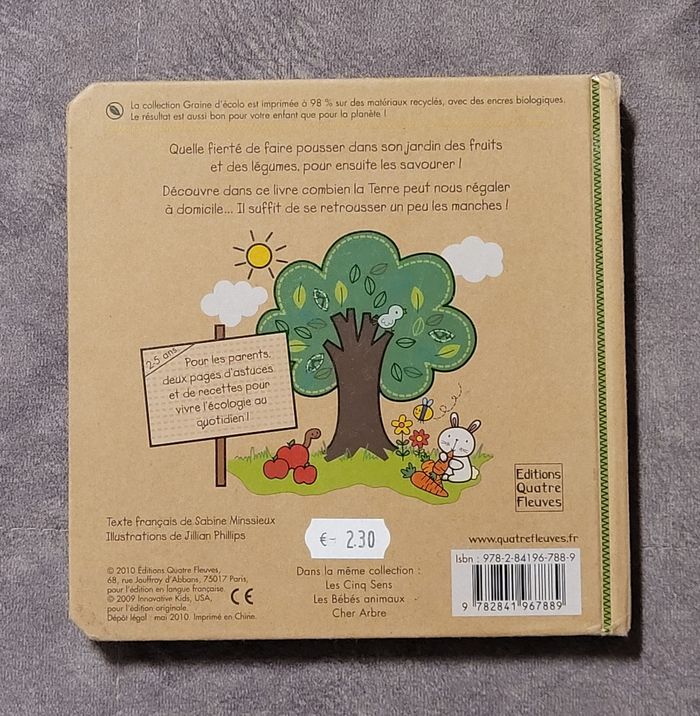 La collection Graine d'écolo est imprimée à 98 % sur des matériaux recyclés, avec des encres biologiques.
Le résultat est aussi bon pour votre enfant que pour la planète !
Quelle fierté de faire pousser dans son jardin des fruits
et des légumes, pour ensuite les savourer !
Découvre dans ce livre combien la Terre peut nous régaler
à domicile... Il suffit de se retrousser un peu les manches !
2-5 ans
Pour les parents,
deux pages d'astuces
et de recettes pour
vivre l'écologie au
quotidien !
Editions
Quatre
Fleuves
Texte français de Sabine Minssieux
Illustrations de Jillian Phillips
€- 2.30
www.quatrefleuves.fr
© 2010 Éditions Quatre Fleuves,
68, rue Jouffroy d'Abbans, 75017 Paris,
pour l'édition en langue française
© 2009 Innovative Kids, USA,
pour l'édition originale.
Dépôt légal : mai 2010. Imprimé en Chine.
CE
Dans la même collection :
Les Cinq Sens
Les Bébés animaux
Cher Arbre
Isbn : 978-2-84196-788-9
9 782841 967889